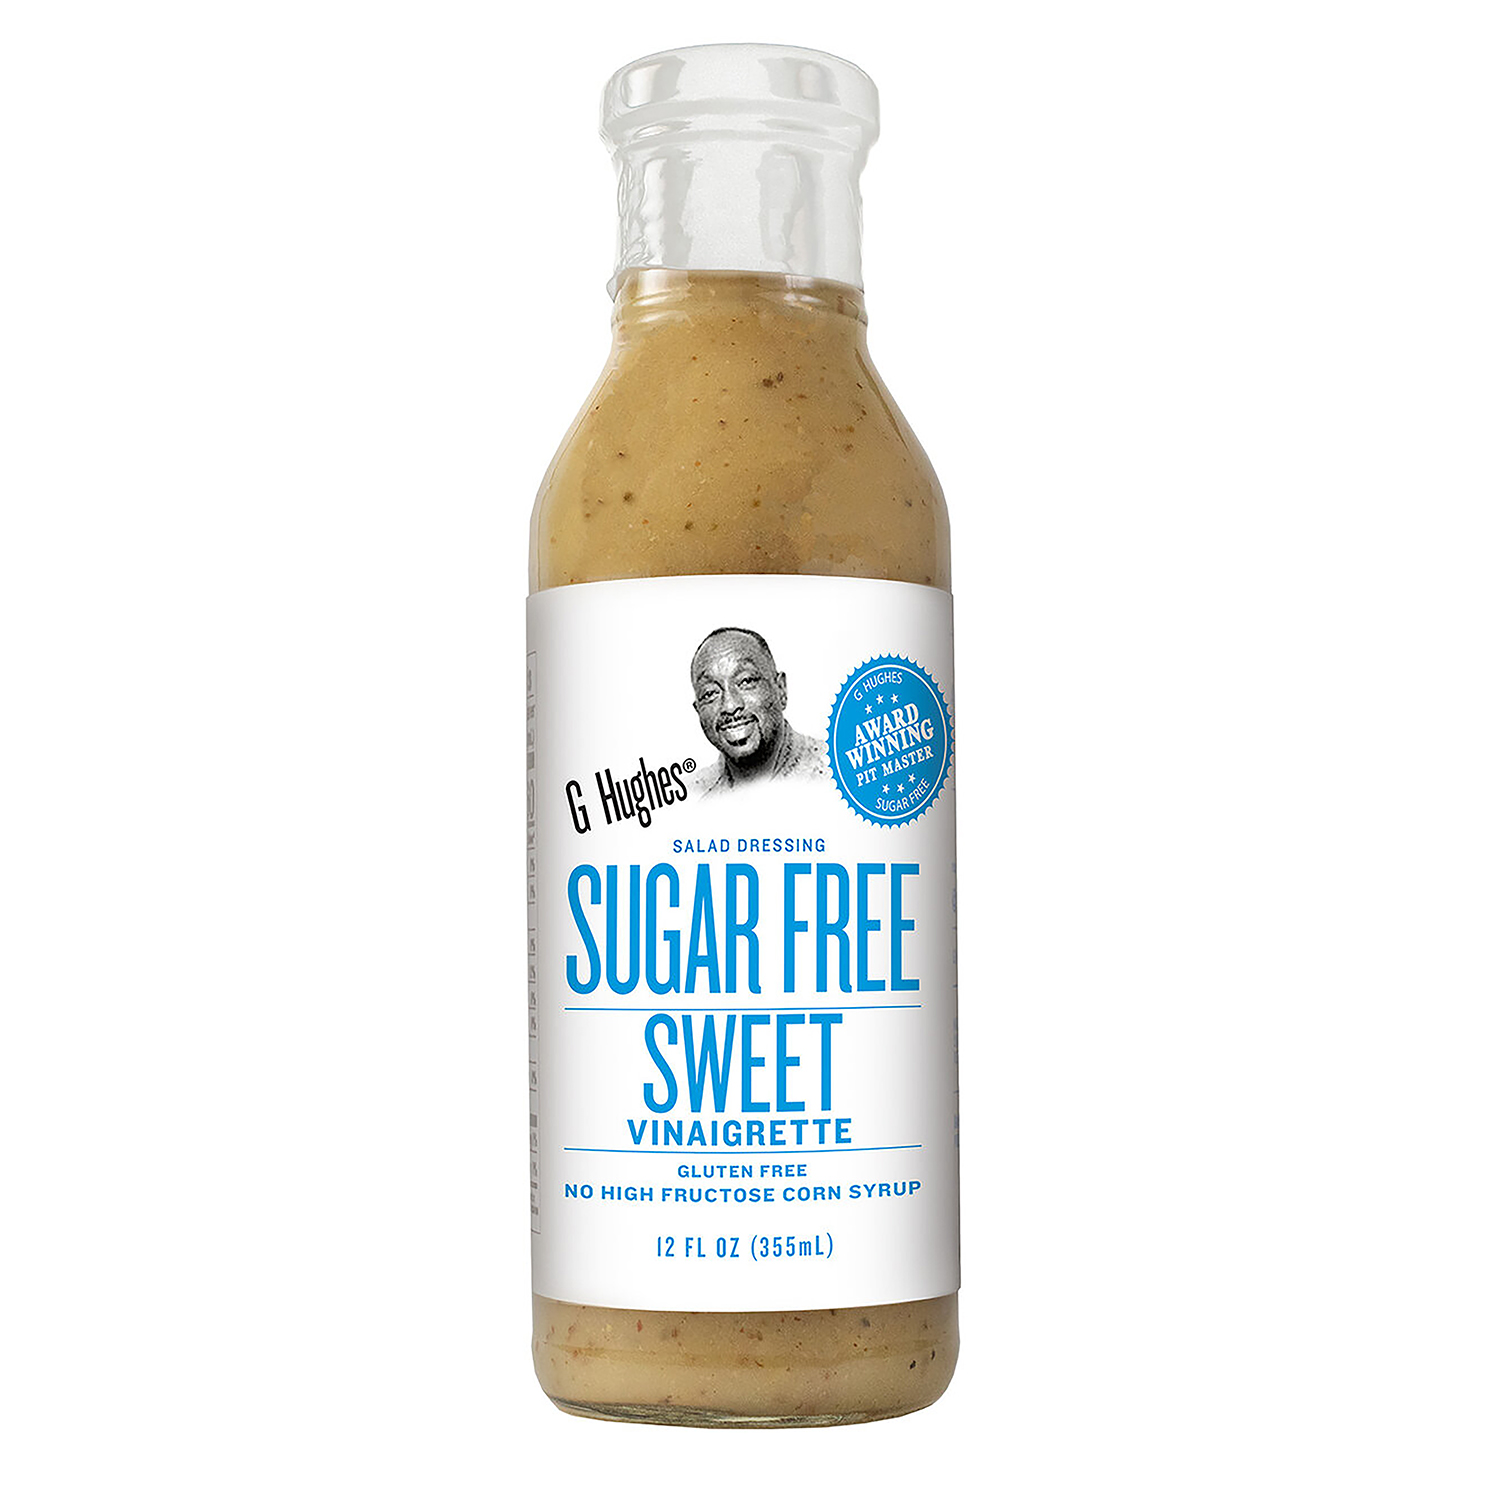 G Hughes®
G HUGHES
AWARD
WINNING
PIT MASTER
SUGAR FREE
SALAD DRESSING
SUGAR FREE
SWEET
VINAIGRETTE
GLUTEN FREE
NO HIGH FRUCTOSE CORN SYRUP
12 FL OZ (355mL)